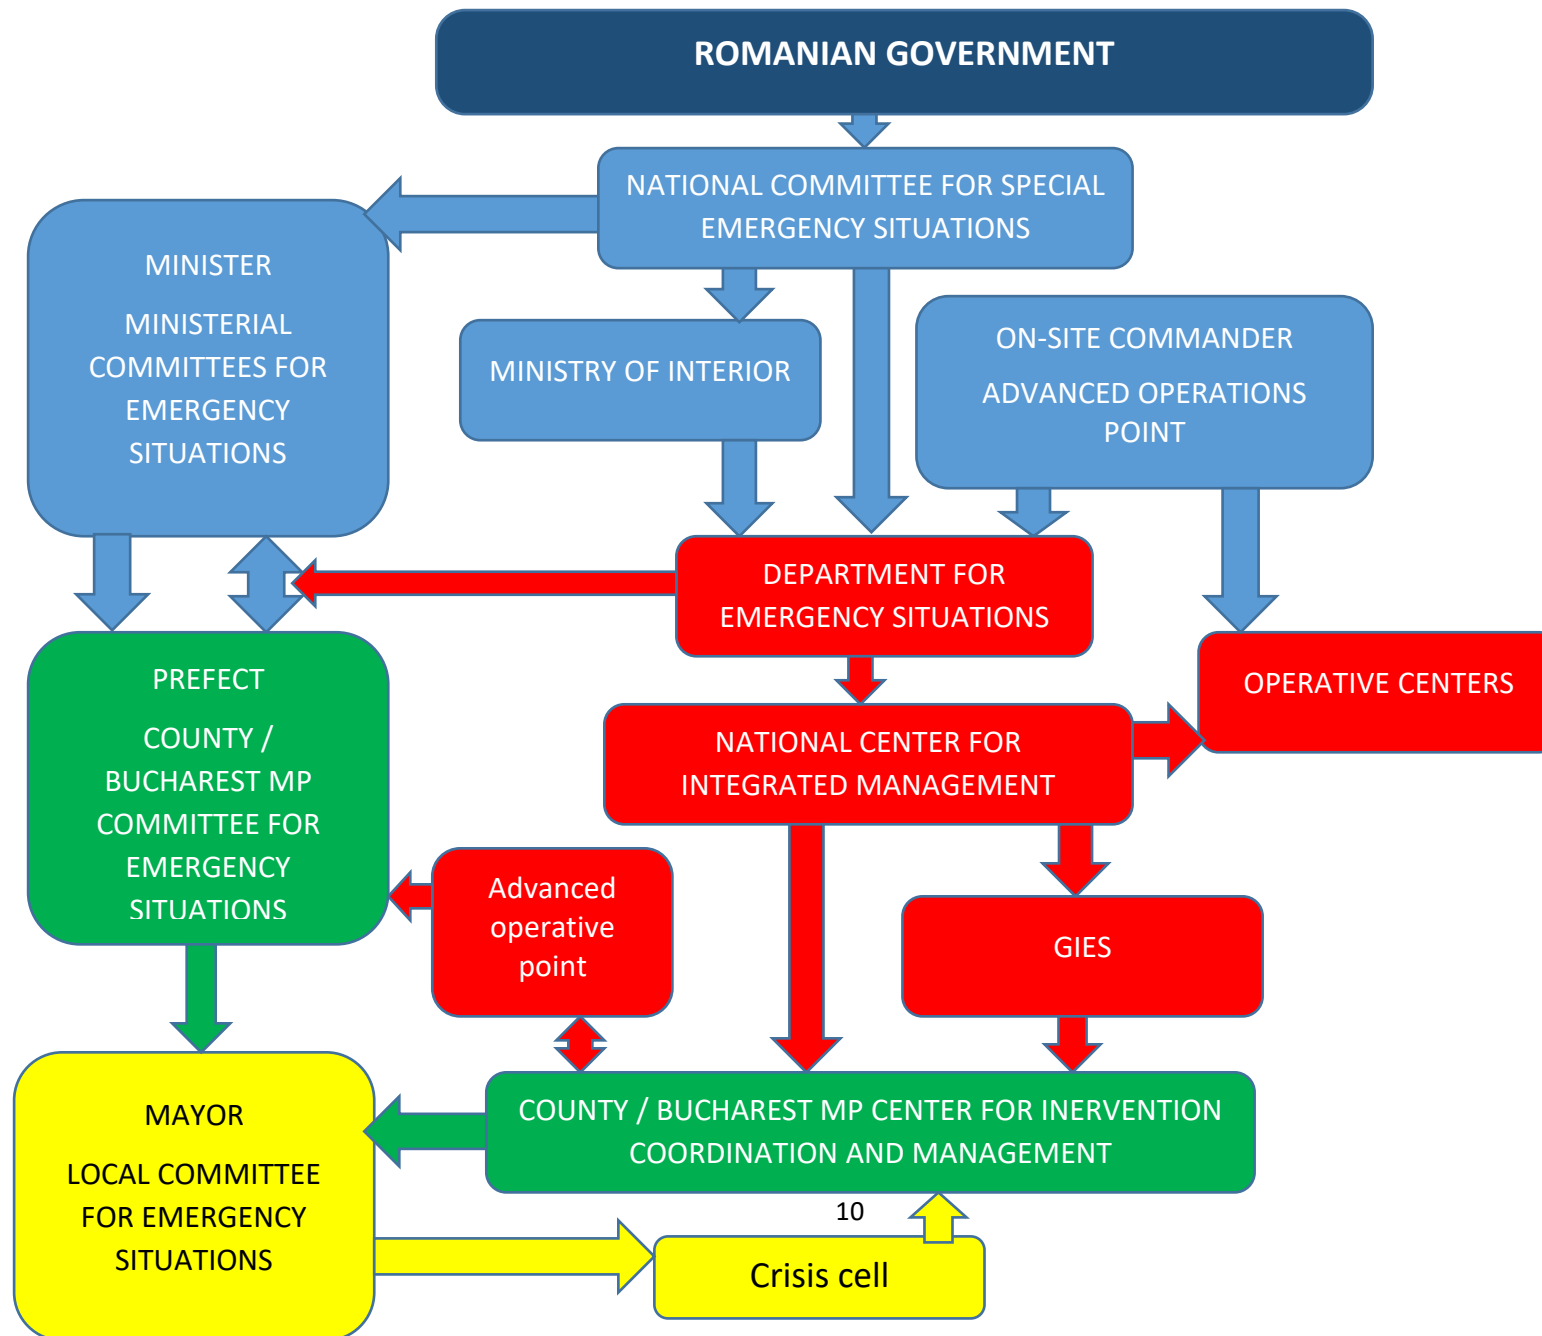 ROMANIAN GOVERNMENT
NATIONAL COMMITTEE FOR SPECIAL
EMERGENCY SITUATIONS
MINISTER
MINISTERIAL
COMMITTEES FOR
EMERGENCY
SITUATIONS
MINISTRY OF INTERIOR
ON-SITE COMMANDER
ADVANCED OPERATIONS
POINT
DEPARTMENT FOR
EMERGENCY SITUATIONS
PREFECT
COUNTY /
BUCHAREST MP
COMMITTEE FOR
EMERGENCY
SITUATIONS
OPERATIVE CENTERS
NATIONAL CENTER FOR
INTEGRATED MANAGEMENT
Advanced
operative
point
GIES
MAYOR
LOCAL COMMITTEE
FOR EMERGENCY
SITUATIONS
COUNTY / BUCHAREST MP CENTER FOR INERVENTION
COORDINATION AND MANAGEMENT
10
Crisis cell